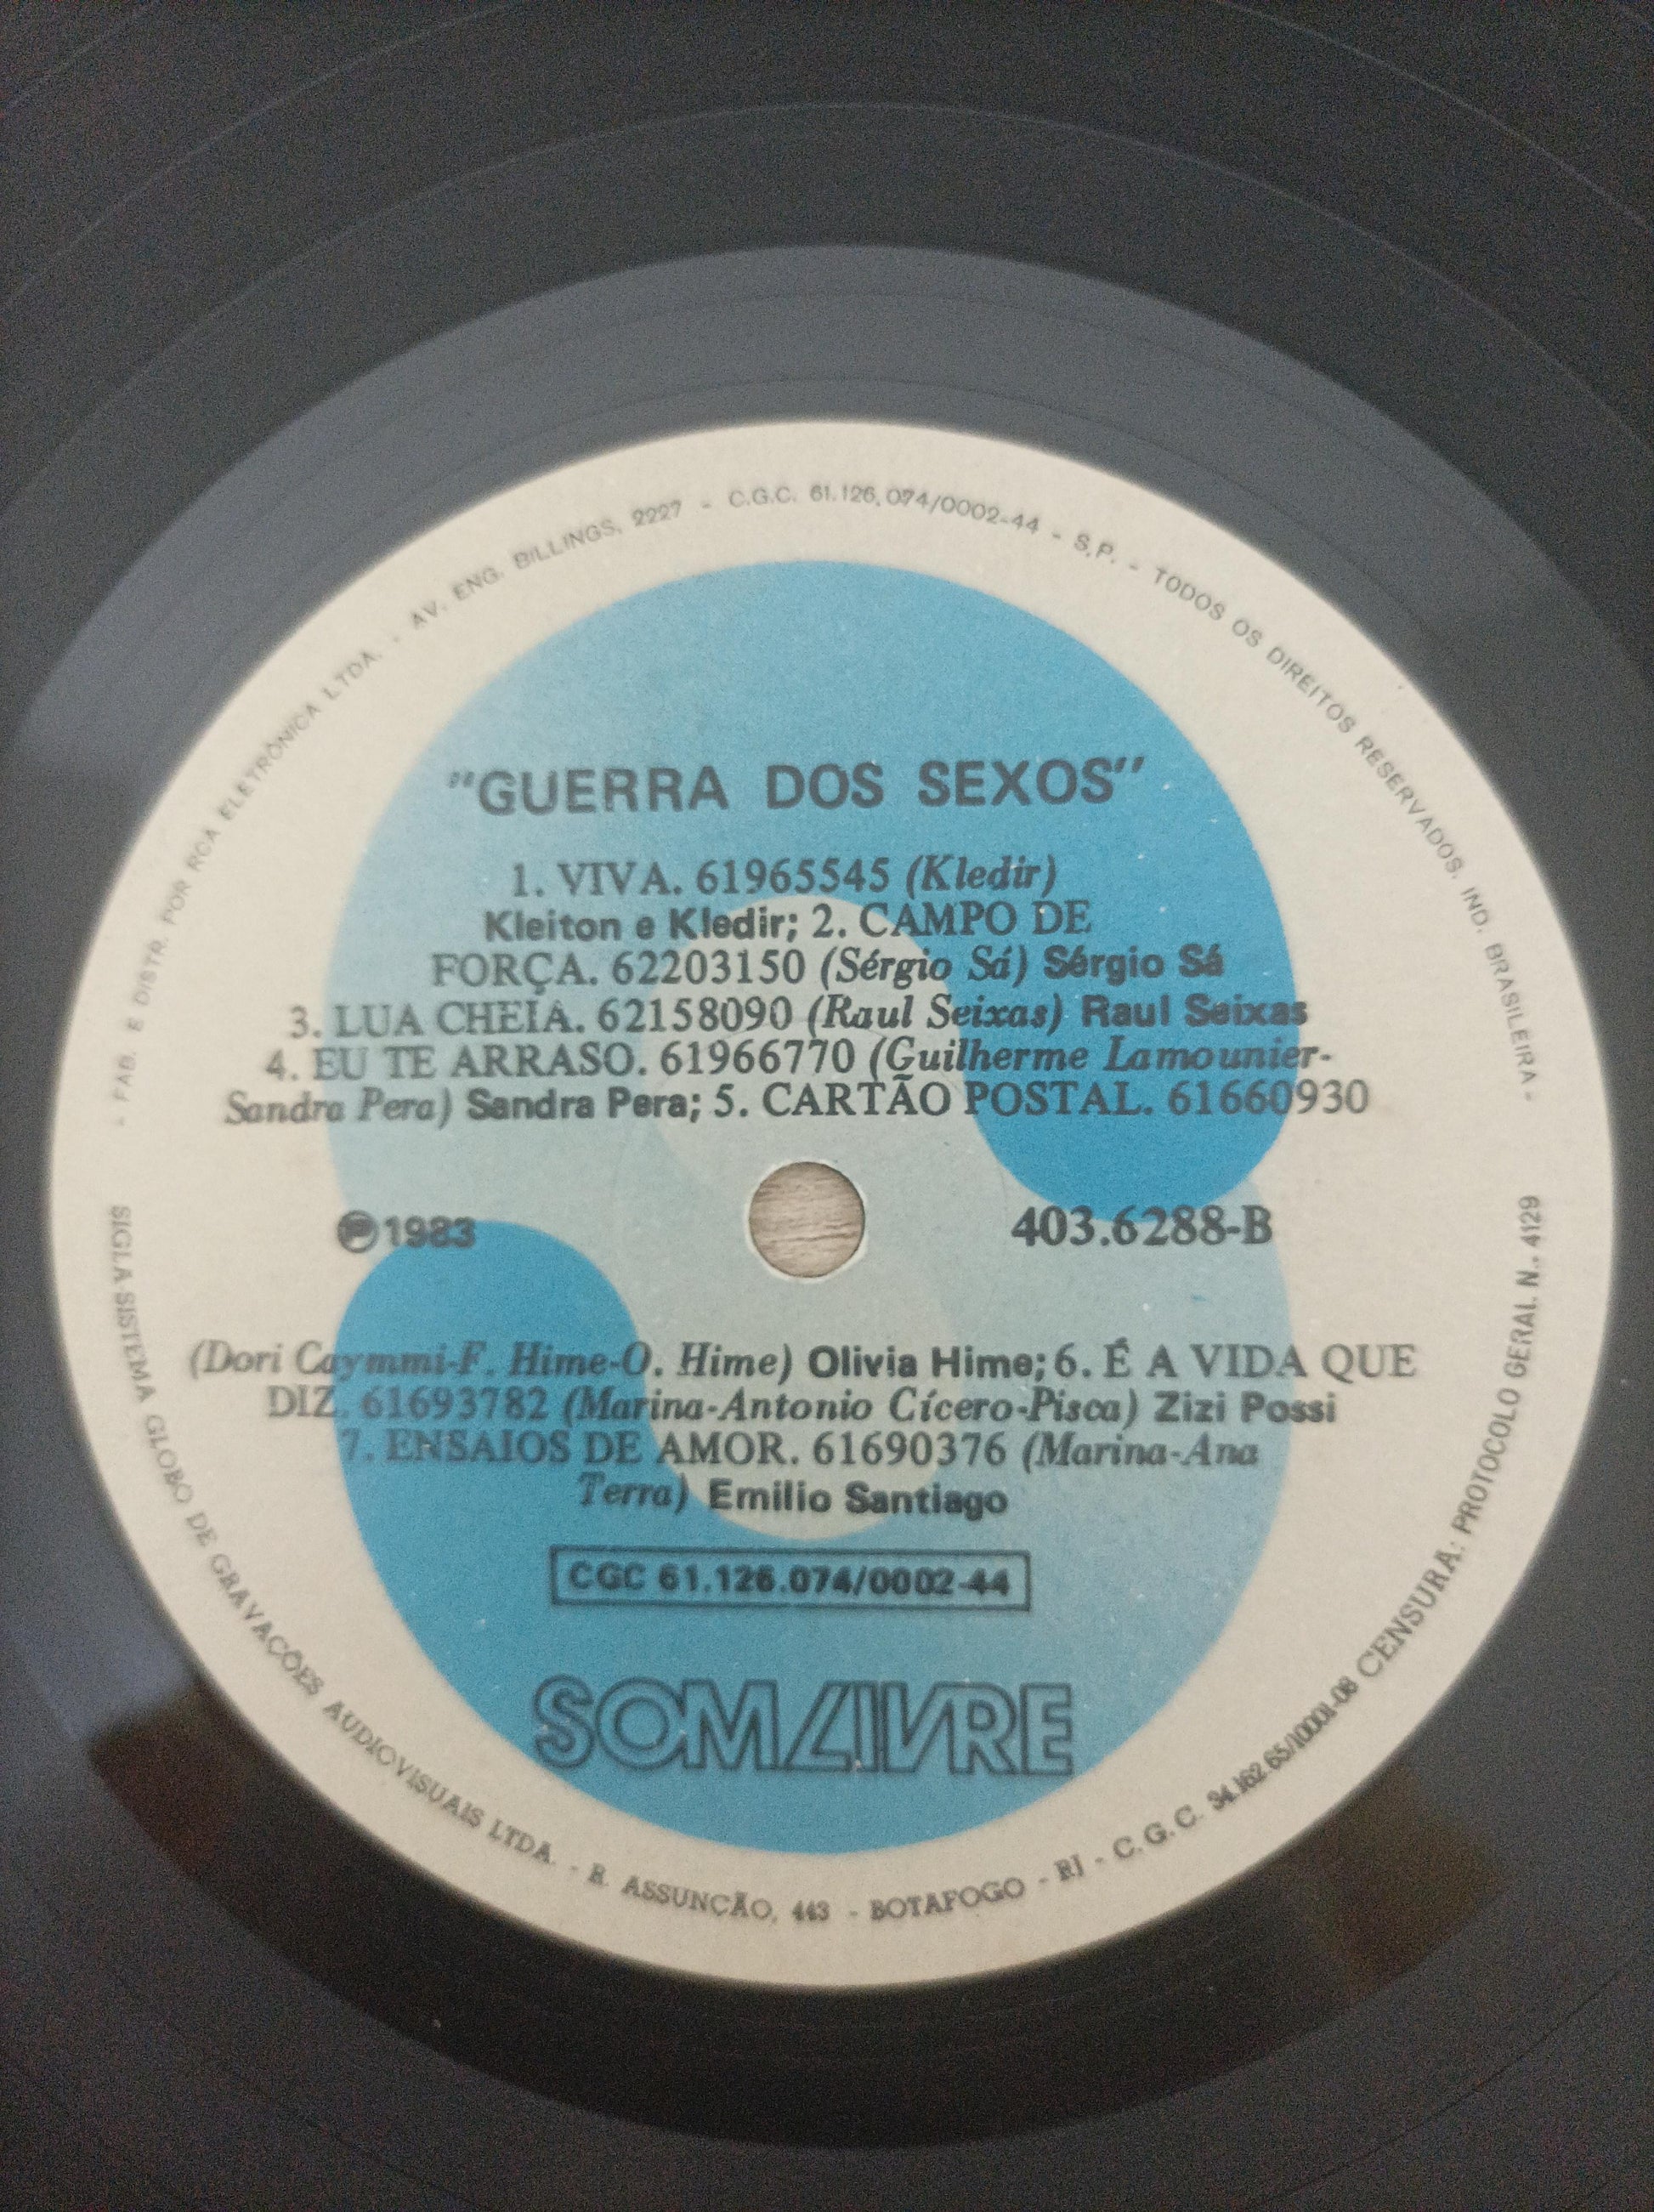 - FAB. E DISTR. POR RCA ELETRÔNICA LTDA. - AV. ENG. BILLINGS, 2227 - C.G.C. 61.126.074/0002-44 - S.P. - TODOS OS DIREITOS RESERVADOS. IND. BRASILEIRA -
"GUERRA DOS SEXOS"
1. VIVA. 61965545 (Kledir)
Kleiton e Kledir; 2. CAMPO DE
FORÇA. 62203150 (Sérgio Sá) Sérgio Sá
3. LUA CHEIA. 62158090 (Raul Seixas) Raul Seixas
4. EU TE ARRASO. 61966770 (Guilherme Lamounier-
Sandra Pera) Sandra Pera; 5. CARTÃO POSTAL. 61660930
℗ 1983
403.6288-B
(Dori Caymmi-F. Hime-O. Hime) Olivia Hime; 6. É A VIDA QUE
DIZ. 61693782 (Marina-Antonio Cícero-Pisca) Zizi Possi
7. ENSAIOS DE AMOR. 61690376 (Marina-Ana
Terra) Emilio Santiago
CGC 61.126.074/0002-44
SOM LIVRE
SIGLA SISTEMA GLOBO DE GRAVAÇÕES AUDIOVISUAIS LTDA. - R. ASSUNÇÃO, 443 - BOTAFOGO - RJ - C.G.C. 34.162.651/0001-08 CENSURA: PROTOCOLO GERAL N.. 4129